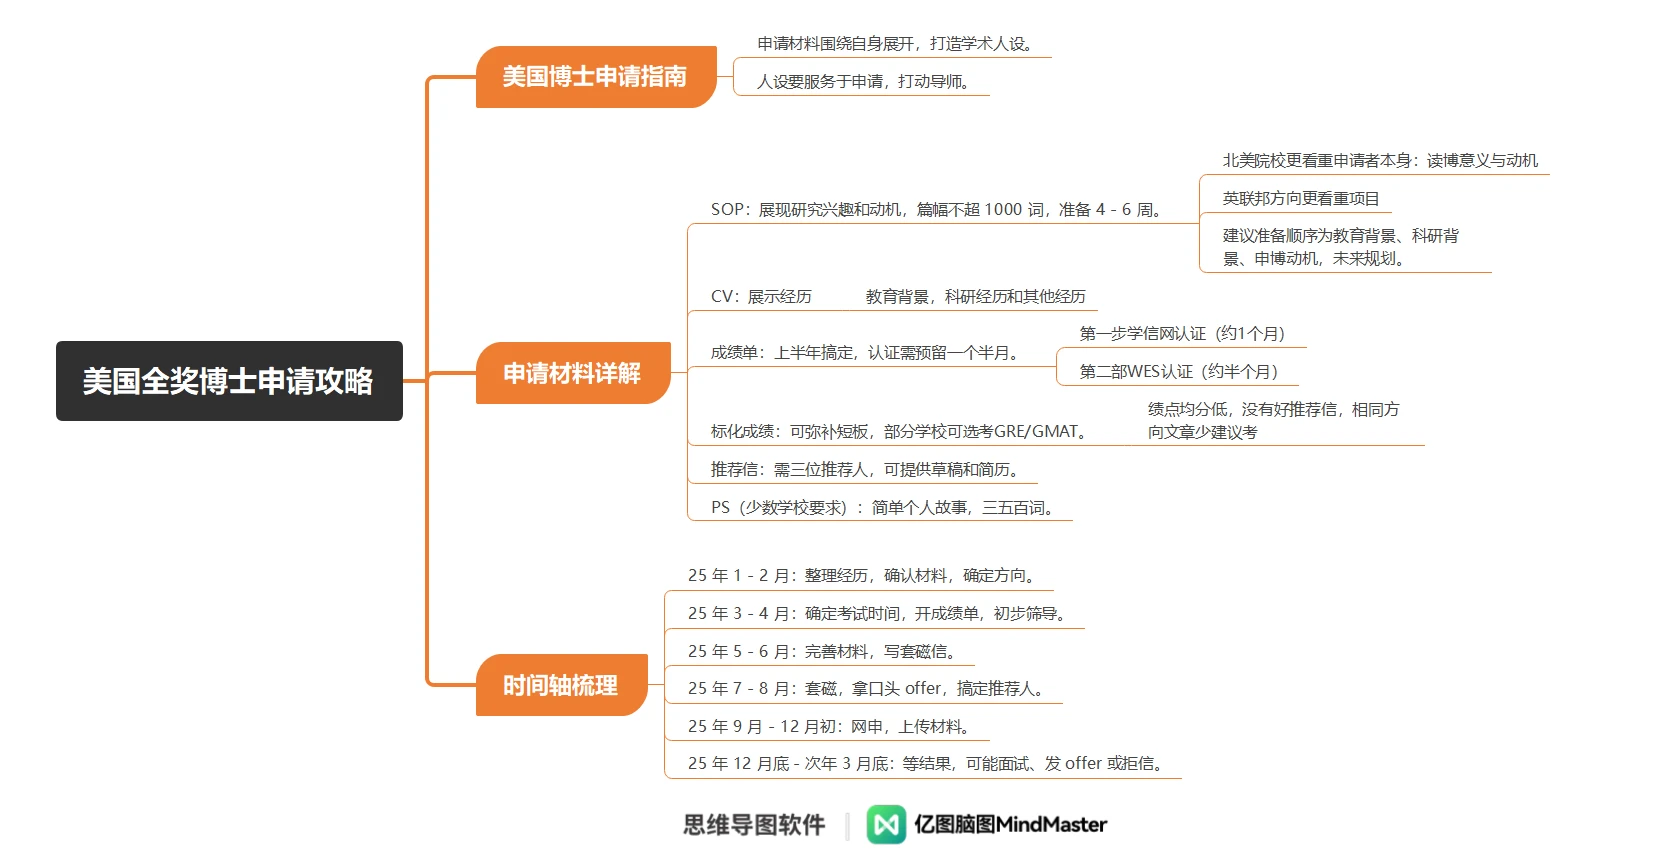 美国全奖博士申请攻略
美国博士申请指南
申请材料围绕自身展开，打造学术人设。
人设要服务于申请，打动导师。
申请材料详解
SOP：展现研究兴趣和动机，篇幅不超 1000 词，准备 4 - 6 周。
北美院校更看重申请者本身：读博意义与动机
英联邦方向更看重项目
建议准备顺序为教育背景、科研背
景、申博动机，未来规划。
CV：展示经历
教育背景，科研经历和其他经历
成绩单：上半年搞定，认证需预留一个半月。
第一步学信网认证（约1个月）
第二部WES认证（约半个月）
标化成绩：可弥补短板，部分学校可选考GRE/GMAT。
绩点均分低，没有好推荐信，相同方
向文章少建议考
推荐信：需三位推荐人，可提供草稿和简历。
PS（少数学校要求）：简单个人故事，三五百词。
时间轴梳理
25 年 1 - 2 月：整理经历，确认材料，确定方向。
25 年 3 - 4 月：确定考试时间，开成绩单，初步筛导。
25 年 5 - 6 月：完善材料，写套磁信。
25 年 7 - 8 月：套磁，拿口头 offer，搞定推荐人。
25 年 9 月 - 12 月初：网申，上传材料。
25 年 12 月底 - 次年 3 月底：等结果，可能面试、发 offer 或拒信。
思维导图软件
亿图脑图MindMaster